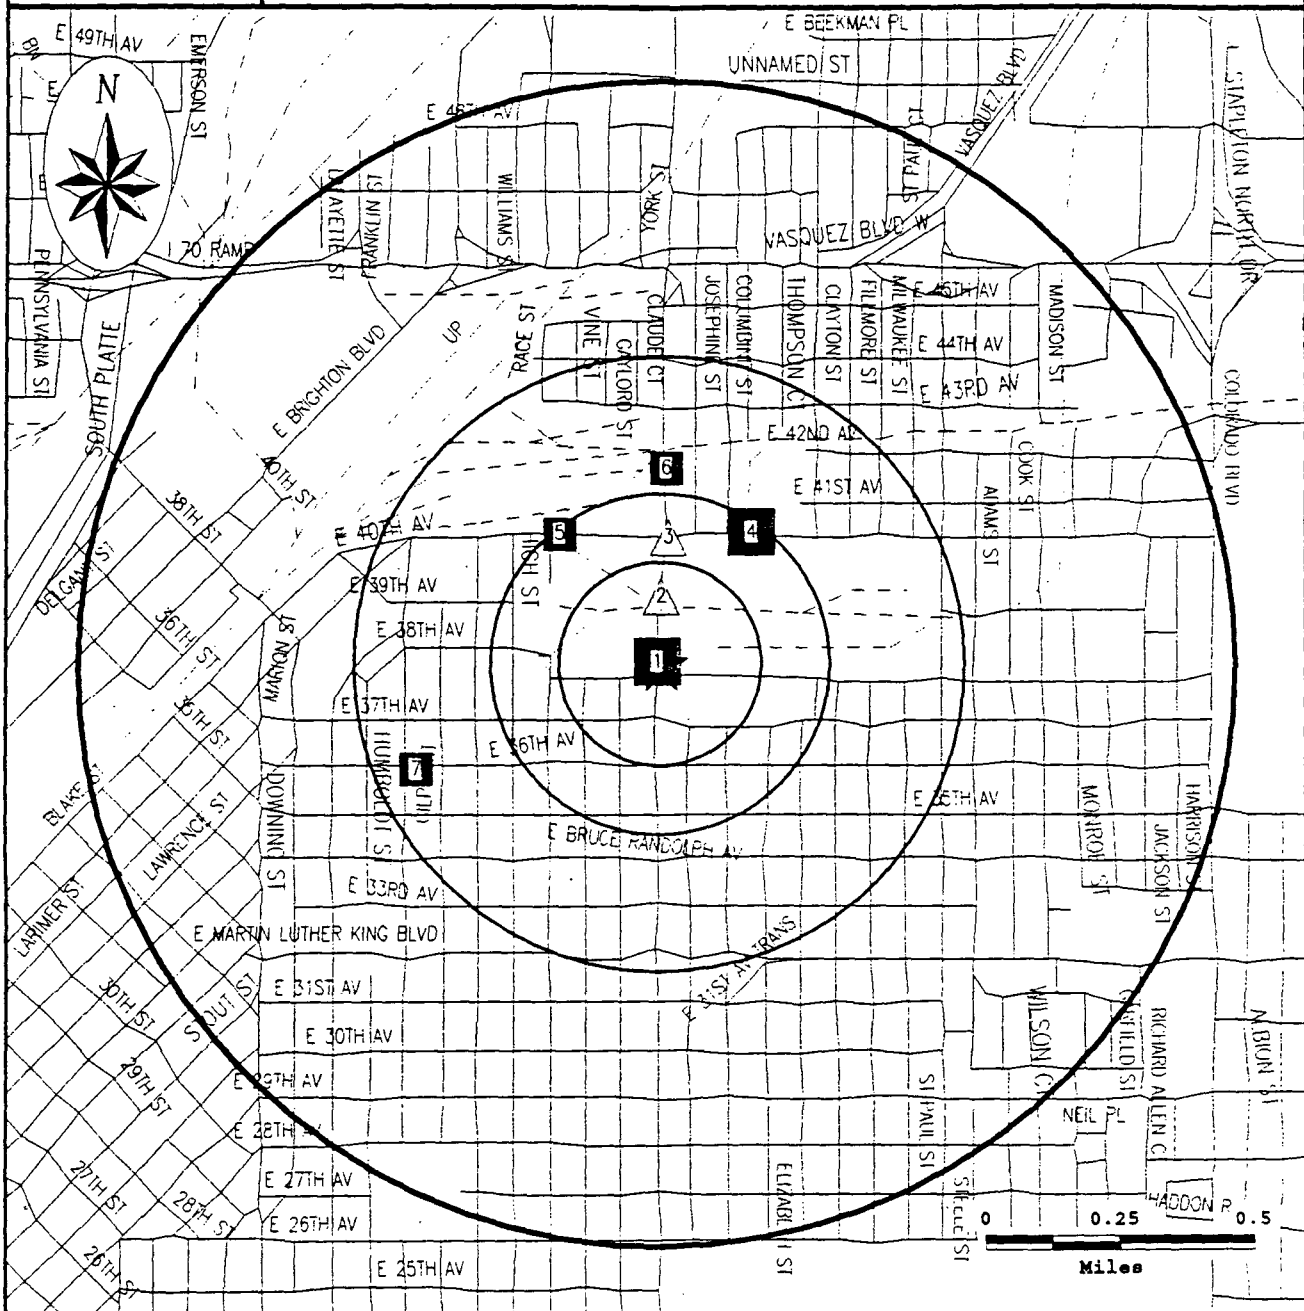 E BEEKMAN PL
E 49TH AV
EMERSON ST
UNNAMED ST
VASQUEZ BLVD
I STAPLETON NORTH DR
N
E 46TH AV
ST PAUL ST
LAFAYETTE ST
FRANKLIN ST
WILLIAMS ST
YORK ST
VASQUEZ BLVD W
I 70 RAMP
PENNSYLVANIA ST
SOUTH PLATTE
E BRIGHTON BLVD
UP
RACE ST
VINE ST
GAYLORD ST
CLAUDE CT
JOSEPHINE ST
COLUMBINE ST
THOMPSON CT
CLAYTON ST
FILLMORE ST
MILWAUKEE ST
E 45TH AV
MADISON ST
E 44TH AV
E 43RD AV
COLORADO BLVD
E 42ND AV
COOK ST
40TH ST
6
E 41ST AV
ADAMS ST
38TH ST
E 40TH AV
5
3
4
HIGH ST
DELGANY ST
E 39TH AV
2
36TH ST
E 38TH AV
MARION ST
1
35TH ST
E 37TH AV
E 36TH AV
HUMBOLDT ST
7
BLAKE ST
LAWRENCE ST
DOWNING ST
E 35TH AV
MONROE ST
HARRISON ST
JACKSON ST
E BRUCE RANDOLPH AV
LARIMER ST
E 33RD AV
E MARTIN LUTHER KING BLVD
E 31ST AV TRANS
30TH ST
STOUT ST
E 31ST AV
WILSON C
GARFIELD ST
RICHARD ALLEN C
ALBION ST
E 30TH AV
29TH ST
E 29TH AV
ST PAUL ST
NEIL PL
E 28TH AV
27TH ST
28TH ST
E 27TH AV
ELIZABETH ST
STEELE ST
HADDON R
E 26TH AV
0 0.25 0.5
Miles
26TH ST
E 25TH AV